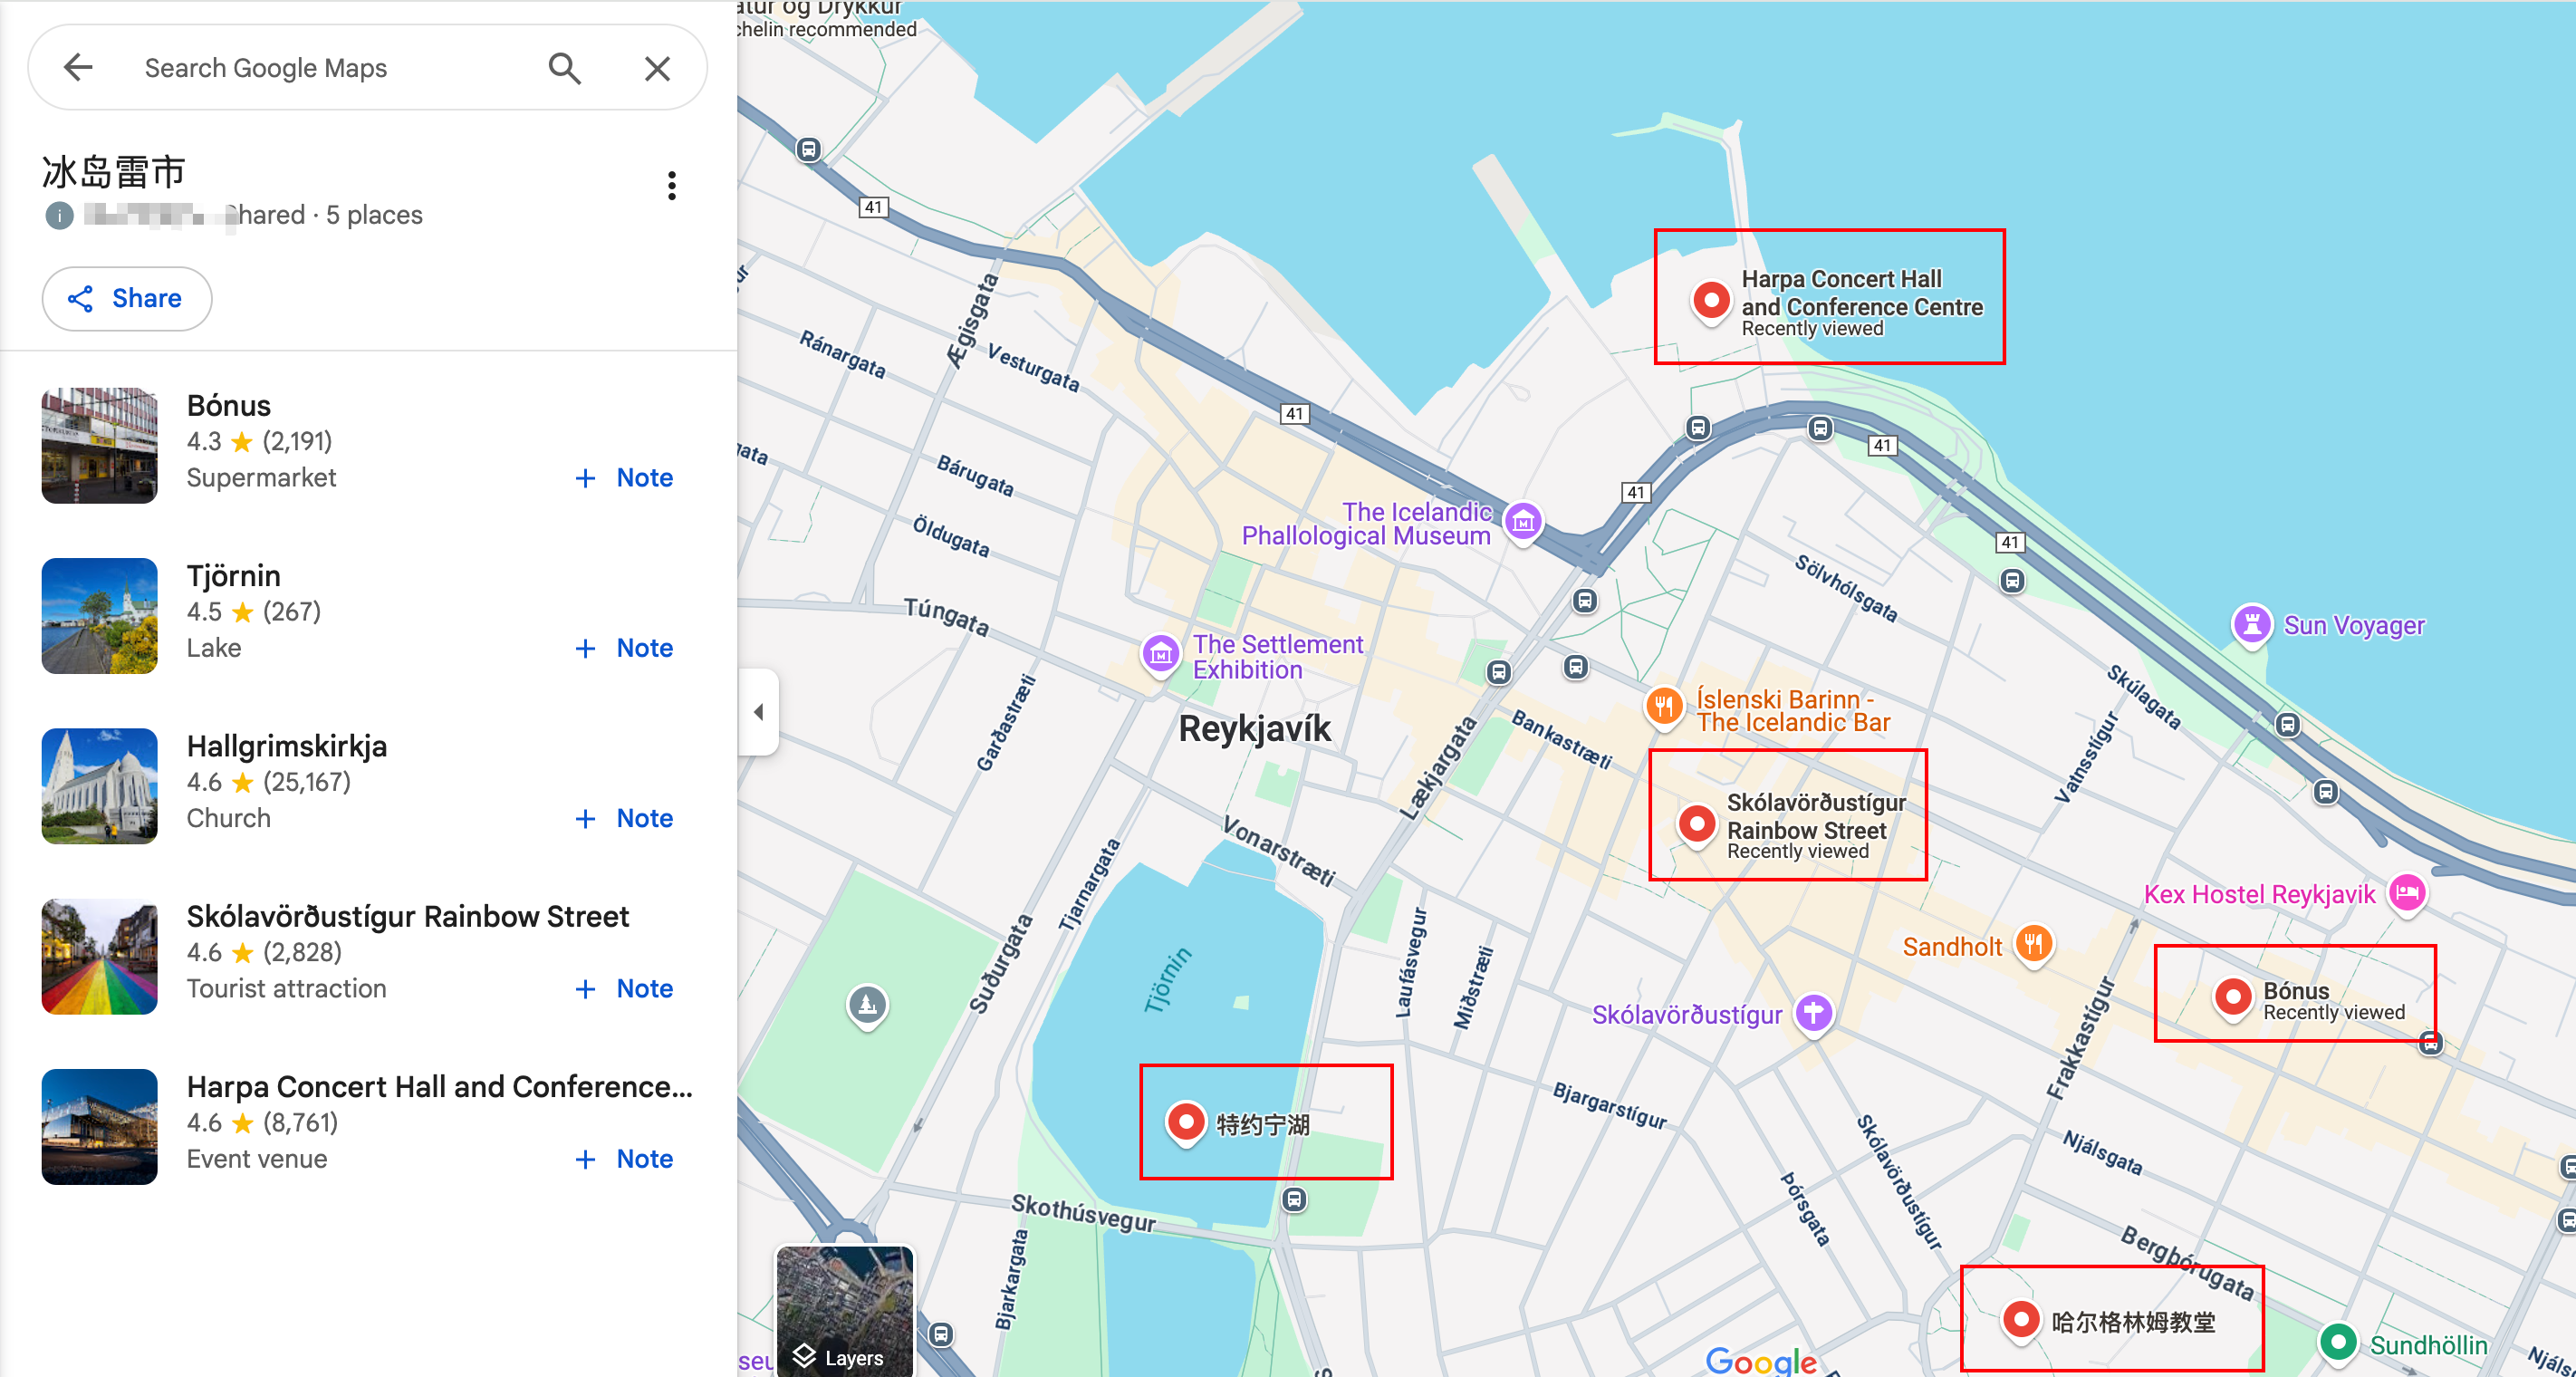 Search Google Maps
冰岛雷市
Shared · 5 places
Share
Bónus
4.3 (2,191)
Supermarket
+ Note
Tjörnin
4.5 (267)
Lake
+ Note
Hallgrimskirkja
4.6 (25,167)
Church
+ Note
Skólavörðustígur Rainbow Street
4.6 (2,828)
Tourist attraction
+ Note
Harpa Concert Hall and Conference...
4.6 (8,761)
Event venue
+ Note
atur og Drykkur
chelin recommended
41
Ægisgata
Ránargata
Vesturgata
41
Harpa Concert Hall
and Conference Centre
Recently viewed
41
41
41
gata
Bárugata
Öldugata
The Icelandic
Phallological Museum
Sölvhólsgata
Túngata
The Settlement
Exhibition
Garðastræti
Reykjavík
Sun Voyager
Skúlagata
Vatnsstígur
Íslenski Barinn -
The Icelandic Bar
Bankastræti
Lækjargata
Skólavörðustígur
Rainbow Street
Recently viewed
Vonarstræti
Tjarnargata
Suðurgata
Tjörnin
Laufásvegur
Miðstræti
Kex Hostel Reykjavik
Sandholt
Skólavörðustígur
Bónus
Recently viewed
Frakkastígur
特约宁湖
Bjargarstígur
Skólavörðustígur
Þórsgata
Njálsgata
Skothúsvegur
Bjarkargata
Bergþórugata
哈尔格林姆教堂
Sundhöllin
Njáls
seu
Layers
Google